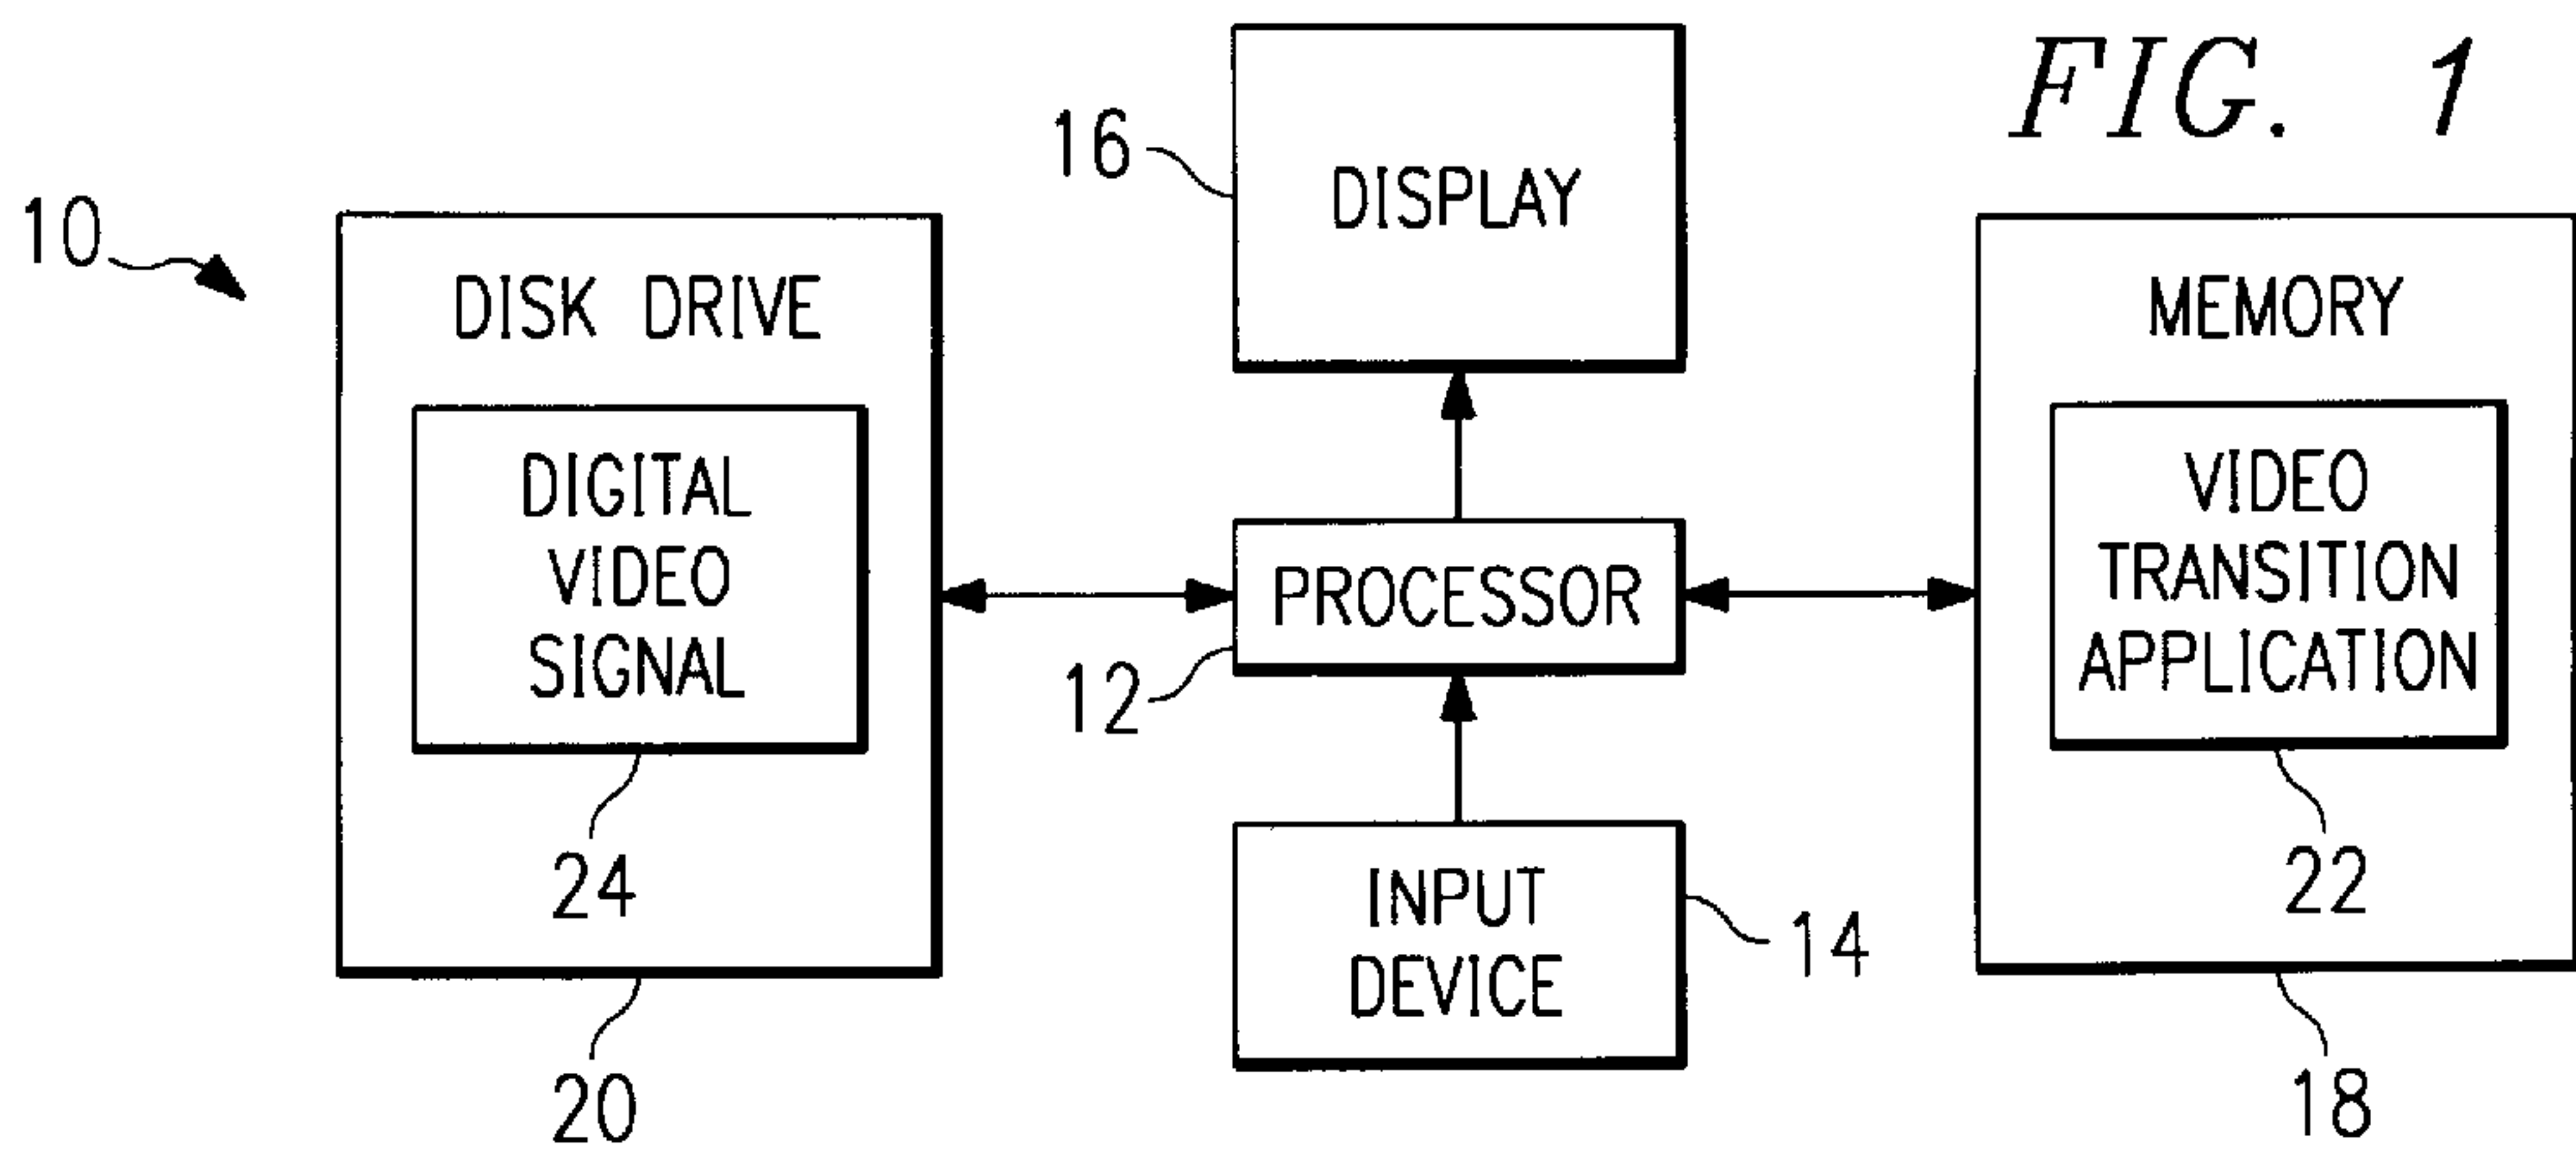 FIG. 1
10
DISK DRIVE
DIGITAL
VIDEO
SIGNAL
24
20
16
DISPLAY
PROCESSOR
12
INPUT
DEVICE
14
MEMORY
VIDEO
TRANSITION
APPLICATION
22
18